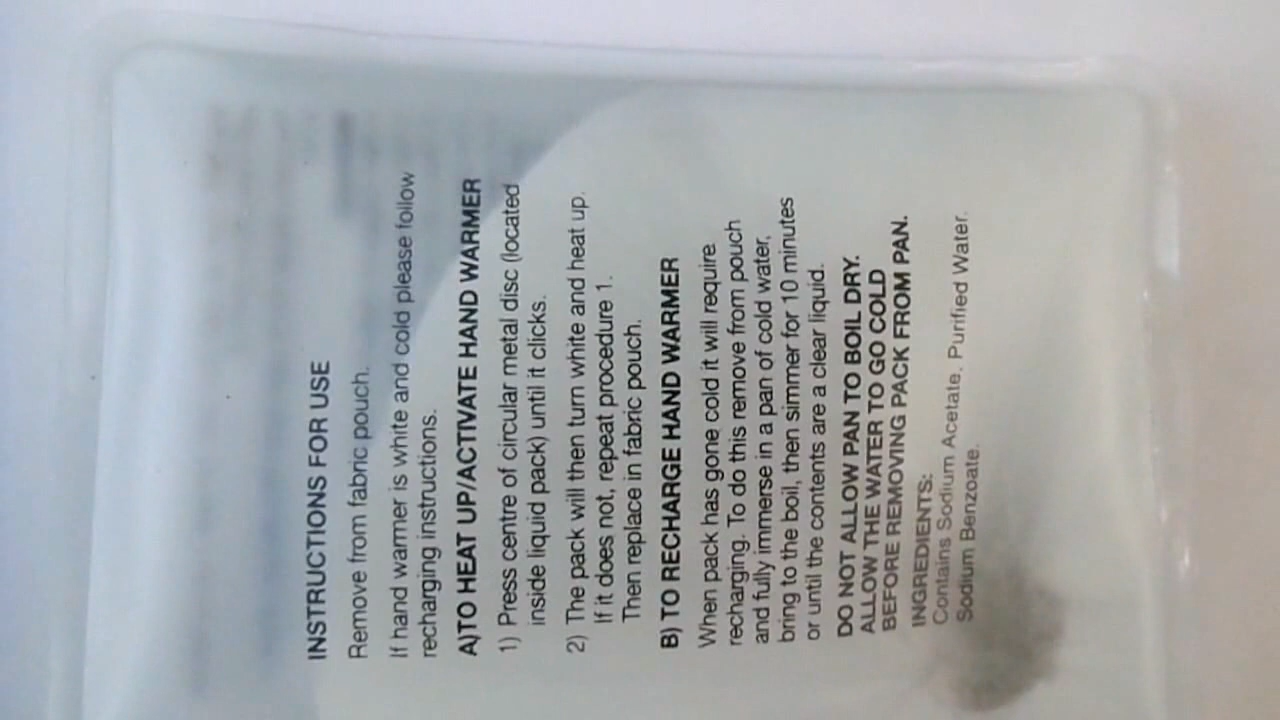 INSTRUCTIONS FOR USE
Remove from fabric pouch.
If hand warmer is white and cold please follow
recharging instructions.
A)TO HEAT UP/ACTIVATE HAND WARMER
1) Press centre of circular metal disc (located
inside liquid pack) until it clicks.
2) The pack will then turn white and heat up.
If it does not, repeat procedure 1.
Then replace in fabric pouch.
B) TO RECHARGE HAND WARMER
When pack has gone cold it will require
recharging. To do this remove from pouch
and fully immerse in a pan of cold water,
bring to the boil, then simmer for 10 minutes
or until the contents are a clear liquid.
DO NOT ALLOW PAN TO BOIL DRY.
ALLOW THE WATER TO GO COLD
BEFORE REMOVING PACK FROM PAN.
INGREDIENTS:
Contains Sodium Acetate. Purified Water.
Sodium Benzoate.